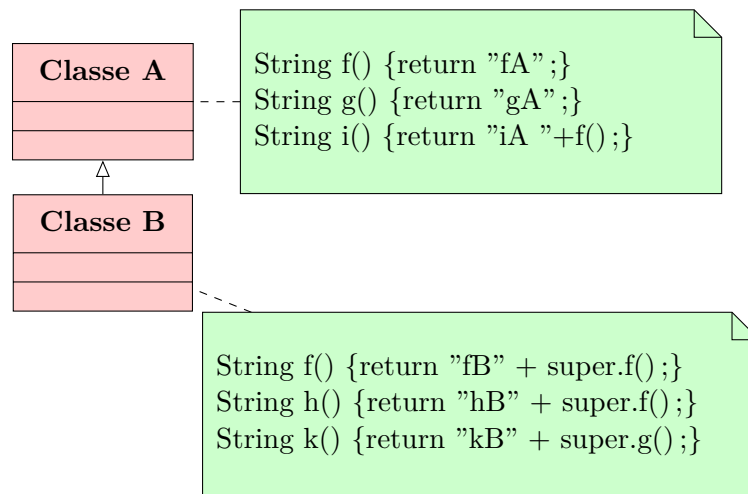 Classe A
String f() {return ”fA” ;}
String g() {return ”gA” ;}
String i() {return ”iA ”+f() ;}
Classe B
String f() {return ”fB” + super.f() ;}
String h() {return ”hB” + super.f() ;}
String k() {return ”kB” + super.g() ;}